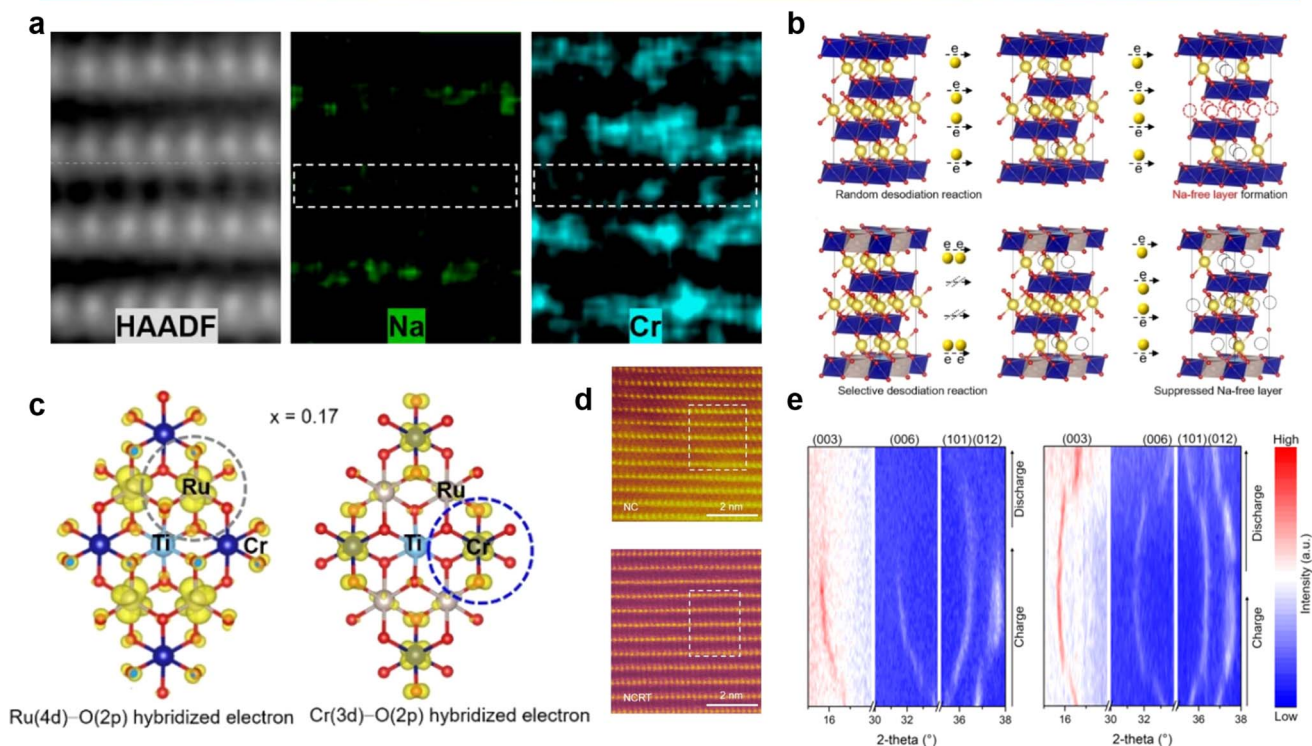 a
HAADF
Na
Cr
b
e e e
e e
e e
e e
Random desodiation reaction
Na-free layer formation
e e e
e e
e e e
Selective desodiation reaction
Suppressed Na-free layer
c
x = 0.17
Ru
Ti
Cr
Ru
Ti
Cr
Ru(4d)–O(2p) hybridized electron
Cr(3d)–O(2p) hybridized electron
d
NC
2 nm
NCRT
2 nm
e
(003) (006) (101) (012)
(003) (006) (101) (012)
Discharge
Charge
Discharge
Charge
High
Intensity (a.u.)
Low
16 30 32 36 38
16 30 32 36 38
2-theta (°)
2-theta (°)